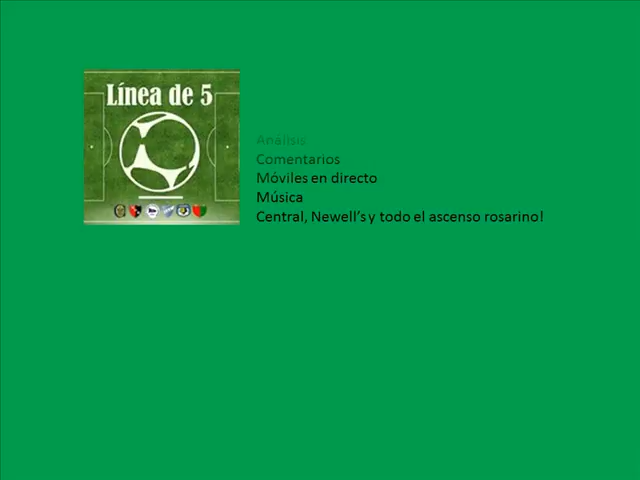 Línea de 5
Análisis
Comentarios
Móviles en directo
Música
Central, Newell's y todo el ascenso rosarino!